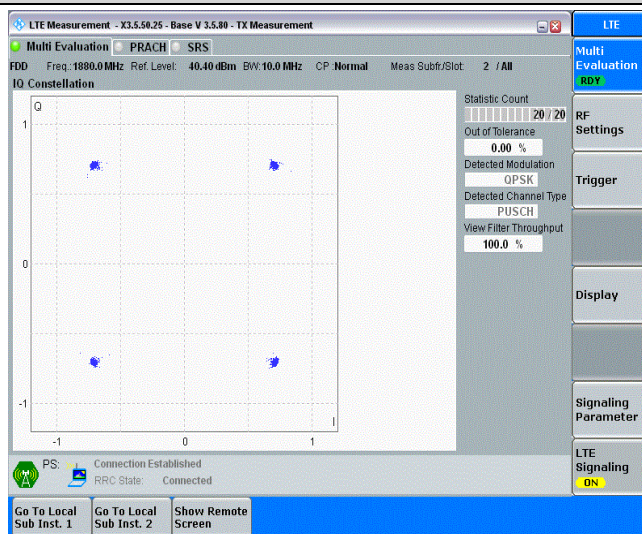 LTE Measurement - X3.5.50.25 - Base V 3.5.80 - TX Measurement
LTE
Multi Evaluation PRACH SRS
FDD Freq.:1880.0 MHz Ref. Level: 40.40 dBm BW:10.0 MHz CP :Normal Meas Subfr./Slot: 2 / All
IQ Constellation
Q
1
0
-1
-1 0 1
I
Statistic Count
20 / 20
Out of Tolerance
0.00 %
Detected Modulation
QPSK
Detected Channel Type
PUSCH
View Filter Throughput
100.0 %
Multi
Evaluation
RDY
RF
Settings
Trigger
Display
Signaling
Parameter
LTE
Signaling
ON
PS: Connection Established
RRC State: Connected
Go To Local
Sub Inst. 1
Go To Local
Sub Inst. 2
Show Remote
Screen